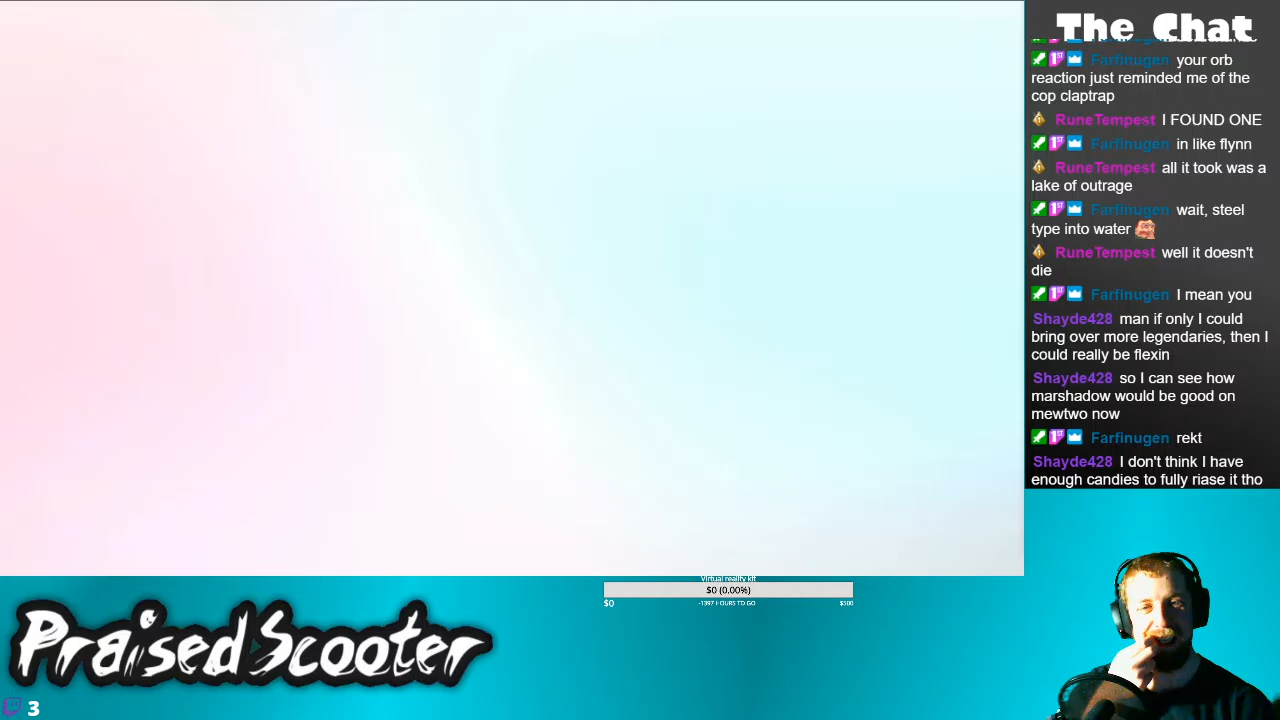 The Chat
Farfinugen your orb
reaction just reminded me of the
cop claptrap
RuneTempest I FOUND ONE
Farfinugen in like flynn
RuneTempest all it took was a
lake of outrage
Farfinugen wait, steel
type into water
RuneTempest well it doesn't
die
Farfinugen I mean you
Shayde428 man if only I could
bring over more legendaries, then I
could really be flexin
Shayde428 so I can see how
marshadow would be good on
mewtwo now
Farfinugen rekt
Shayde428 I don't think I have
enough candies to fully riase it tho
Virtual reality kit
$0 (0.00%)
$0 -1397 HOURS TO GO $500
PraisedScooter
3